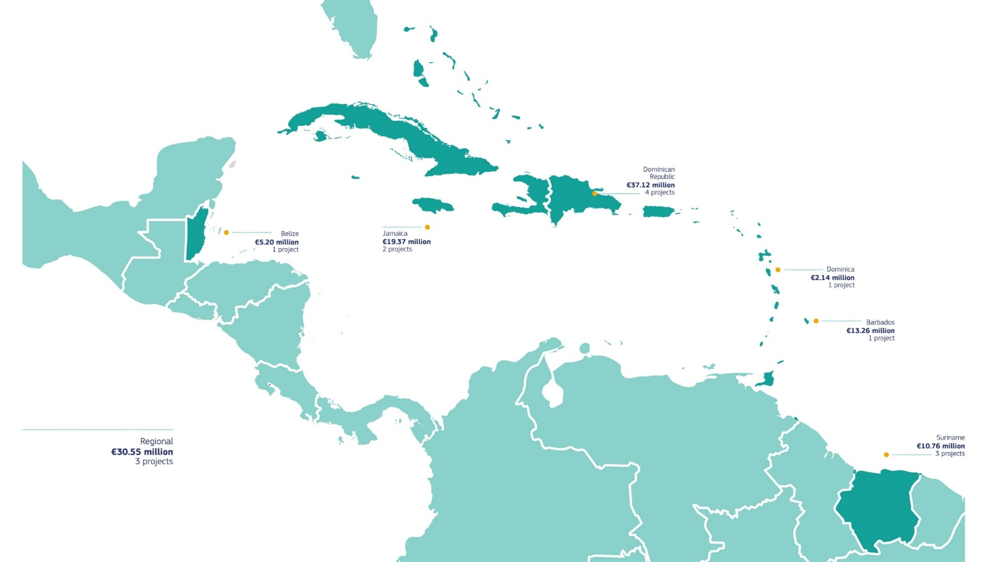 Dominican
Republic
€37.12 million
4 projects
Belize
€5.20 million
1 project
Jamaica
€19.37 million
2 projects
Dominica
€2.14 million
1 project
Barbados
€13.26 million
1 project
Regional
€30.55 million
3 projects
Suriname
€10.76 million
3 projects